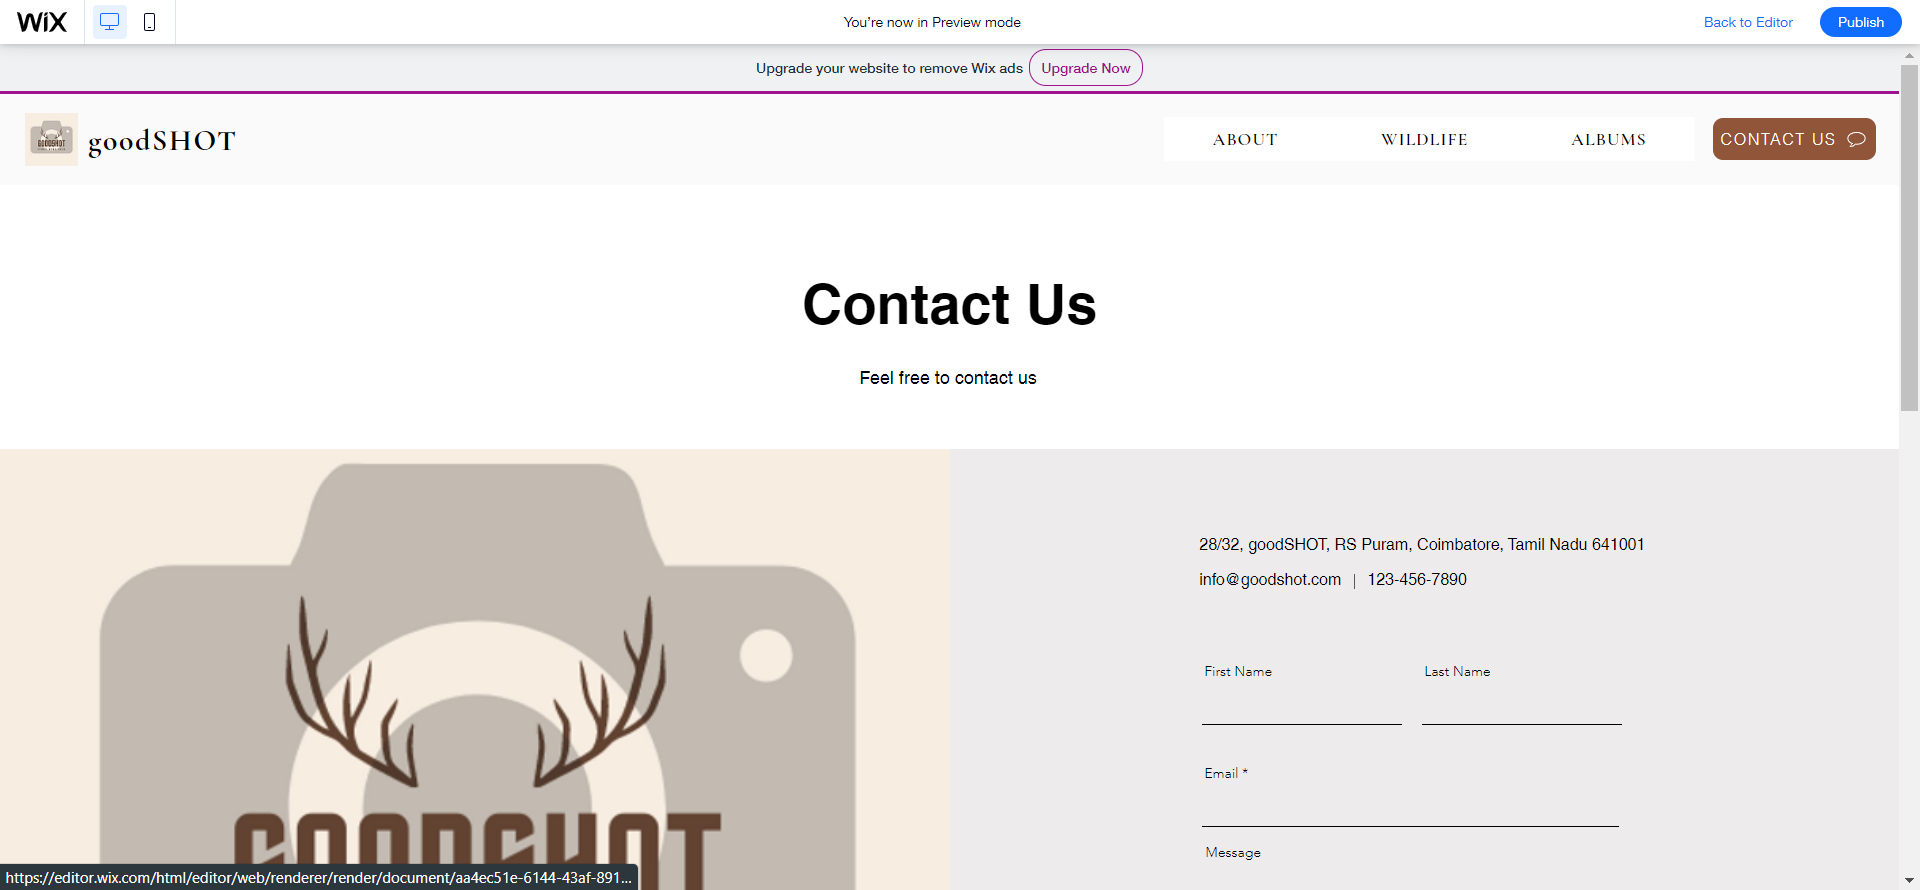 WiX
You're now in Preview mode
Back to Editor
Publish
Upgrade your website to remove Wix ads
Upgrade Now
GOODSHOT
goodSHOT
ABOUT
WILDLIFE
ALBUMS
CONTACT US
Contact Us
Feel free to contact us
28/32, goodSHOT, RS Puram, Coimbatore, Tamil Nadu 641001
info@goodshot.com | 123-456-7890
First Name
Last Name
Email *
GOODSHOT
Message
https://editor.wix.com/html/editor/web/renderer/render/document/aa4ec51e-6144-43af-891...